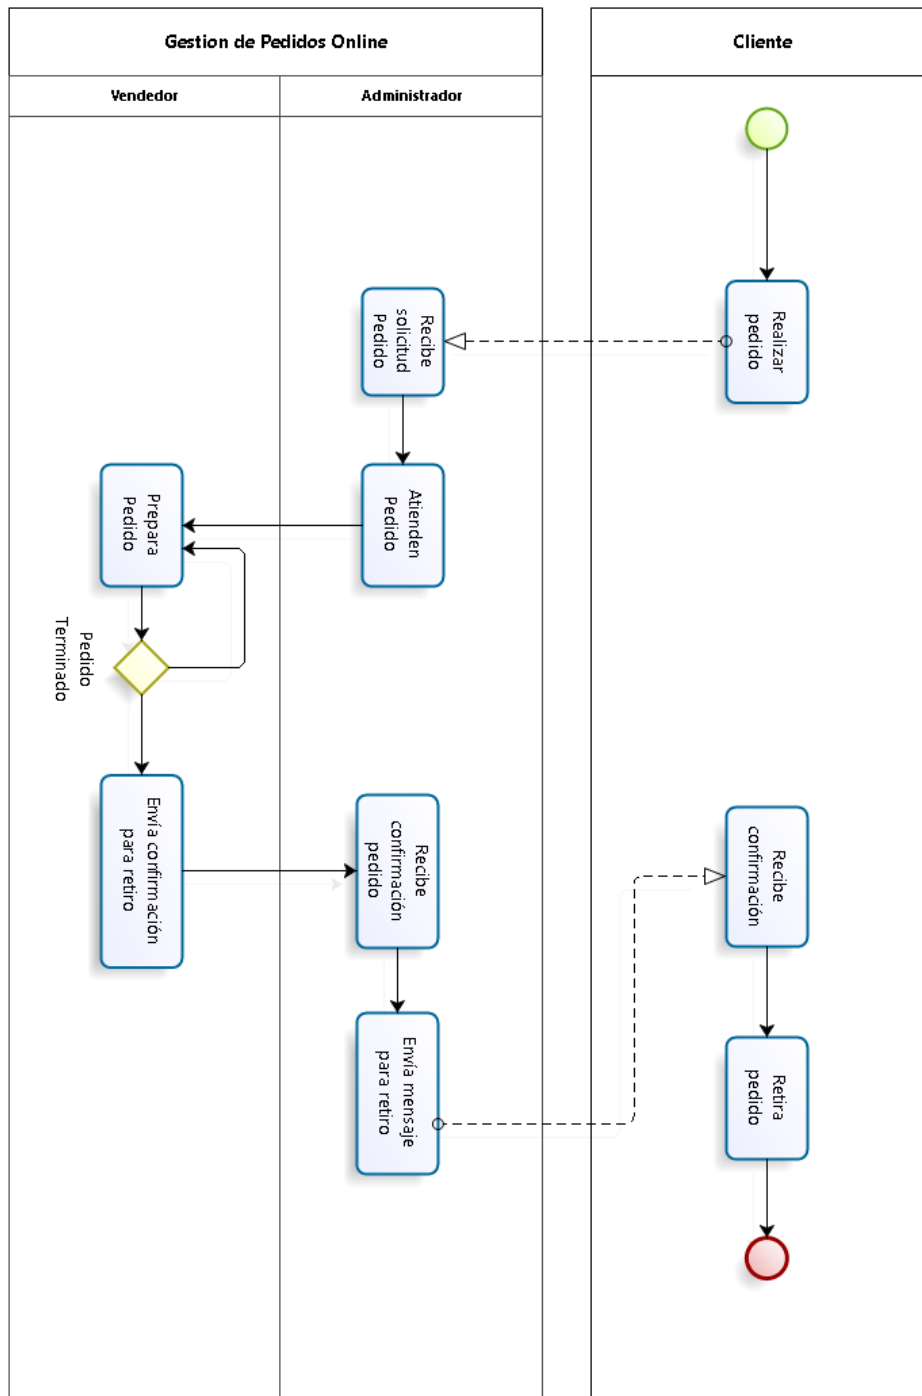 Gestion de Pedidos Online
Cliente
Vendedor
Administrador
Realizar
pedido
Recibe
solicitud
Pedido
Atienden
Pedido
Prepara
Pedido
Pedido
Terminado
Envía confirmación
para retiro
Recibe
confirmación
pedido
Envía mensaje
para retiro
Recibe
confirmación
Retira
pedido